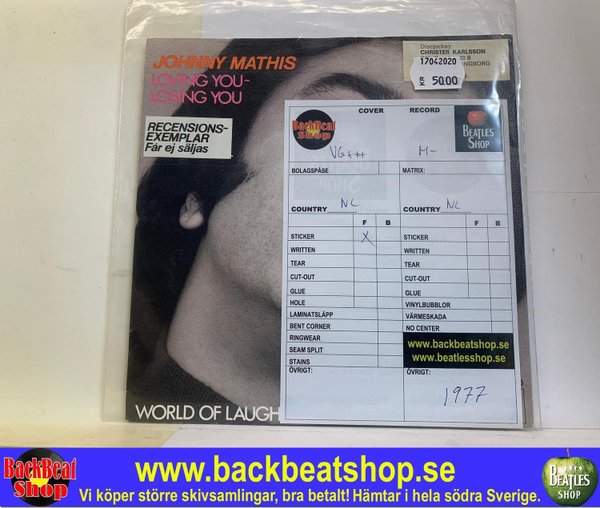 JOHNNY MATHIS
LOVING YOU-
LOSING YOU
RECENSIONS-
EXEMPLAR
Får ej säljas
Discjockey
CHRISTER KARLSSON
17042020
KR 50.00
COVER RECORD
BackBeat
Shop
VG++
M-
BEATLES
SHOP
BOLAGSPÅSE
MATRIX:
COUNTRY NL
COUNTRY NL
F B
F B
STICKER X
STICKER
WRITTEN
WRITTEN
TEAR
TEAR
CUT-OUT
CUT-OUT
GLUE
GLUE
HOLE
VINYLBUBBLOR
LAMINATSLÄPP
VÄRMESKADA
BENT CORNER
NO CENTER
RINGWEAR
SEAM SPLIT
STAINS
www.backbeatshop.se
www.beatlesshop.se
ÖVRIGT:
ÖVRIGT:
1977
WORLD OF LAUGH
BackBeat
Shop
www.backbeatshop.se
Vi köper större skivsamlingar, bra betalt! Hämtar i hela södra Sverige.
BEATLES
SHOP